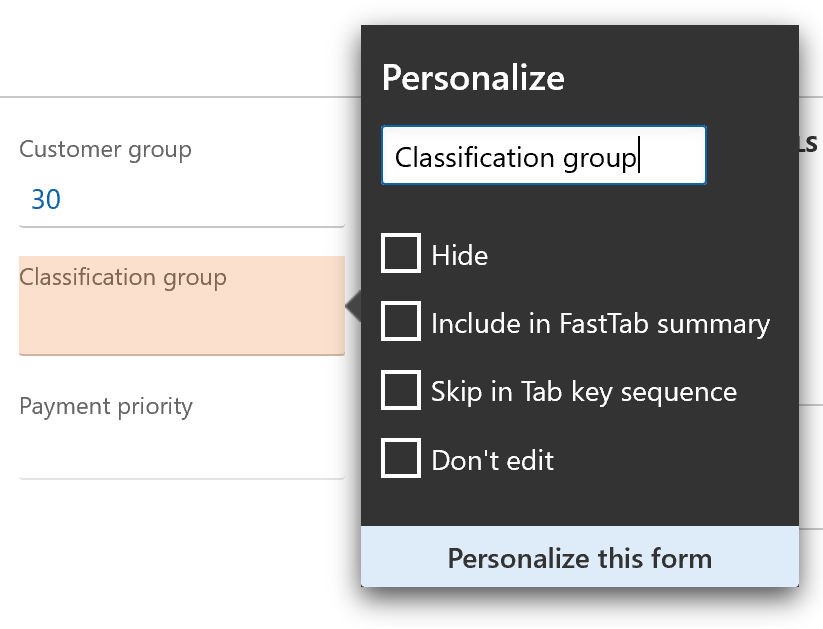 Personalize
Customer group
30
Classification group
Classification group
Hide
Include in FastTab summary
Skip in Tab key sequence
Don't edit
Payment priority
Personalize this form